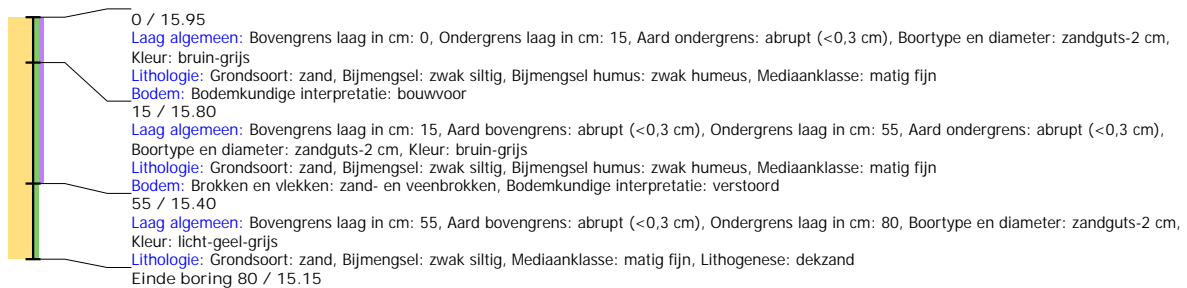 0 / 15.95
Laag algemeen: Bovengrens laag in cm: 0, Ondergrens laag in cm: 15, Aard ondergrens: abrupt (<0,3 cm), Boortype en diameter: zandguts-2 cm,
Kleur: bruin-grijs
Lithologie: Grondsoort: zand, Bijmengsel: zwak siltig, Bijmengsel humus: zwak humeus, Mediaanklasse: matig fijn
Bodem: Bodemkundige interpretatie: bouwvoor
15 / 15.80
Laag algemeen: Bovengrens laag in cm: 15, Aard bovengrens: abrupt (<0,3 cm), Ondergrens laag in cm: 55, Aard ondergrens: abrupt (<0,3 cm),
Boortype en diameter: zandguts-2 cm, Kleur: bruin-grijs
Lithologie: Grondsoort: zand, Bijmengsel: zwak siltig, Bijmengsel humus: zwak humeus, Mediaanklasse: matig fijn
Bodem: Brokken en vlekken: zand- en veenbrokken, Bodemkundige interpretatie: verstoord
55 / 15.40
Laag algemeen: Bovengrens laag in cm: 55, Aard bovengrens: abrupt (<0,3 cm), Ondergrens laag in cm: 80, Boortype en diameter: zandguts-2 cm,
Kleur: licht-geel-grijs
Lithologie: Grondsoort: zand, Bijmengsel: zwak siltig, Mediaanklasse: matig fijn, Lithogenese: dekzand
Einde boring 80 / 15.15